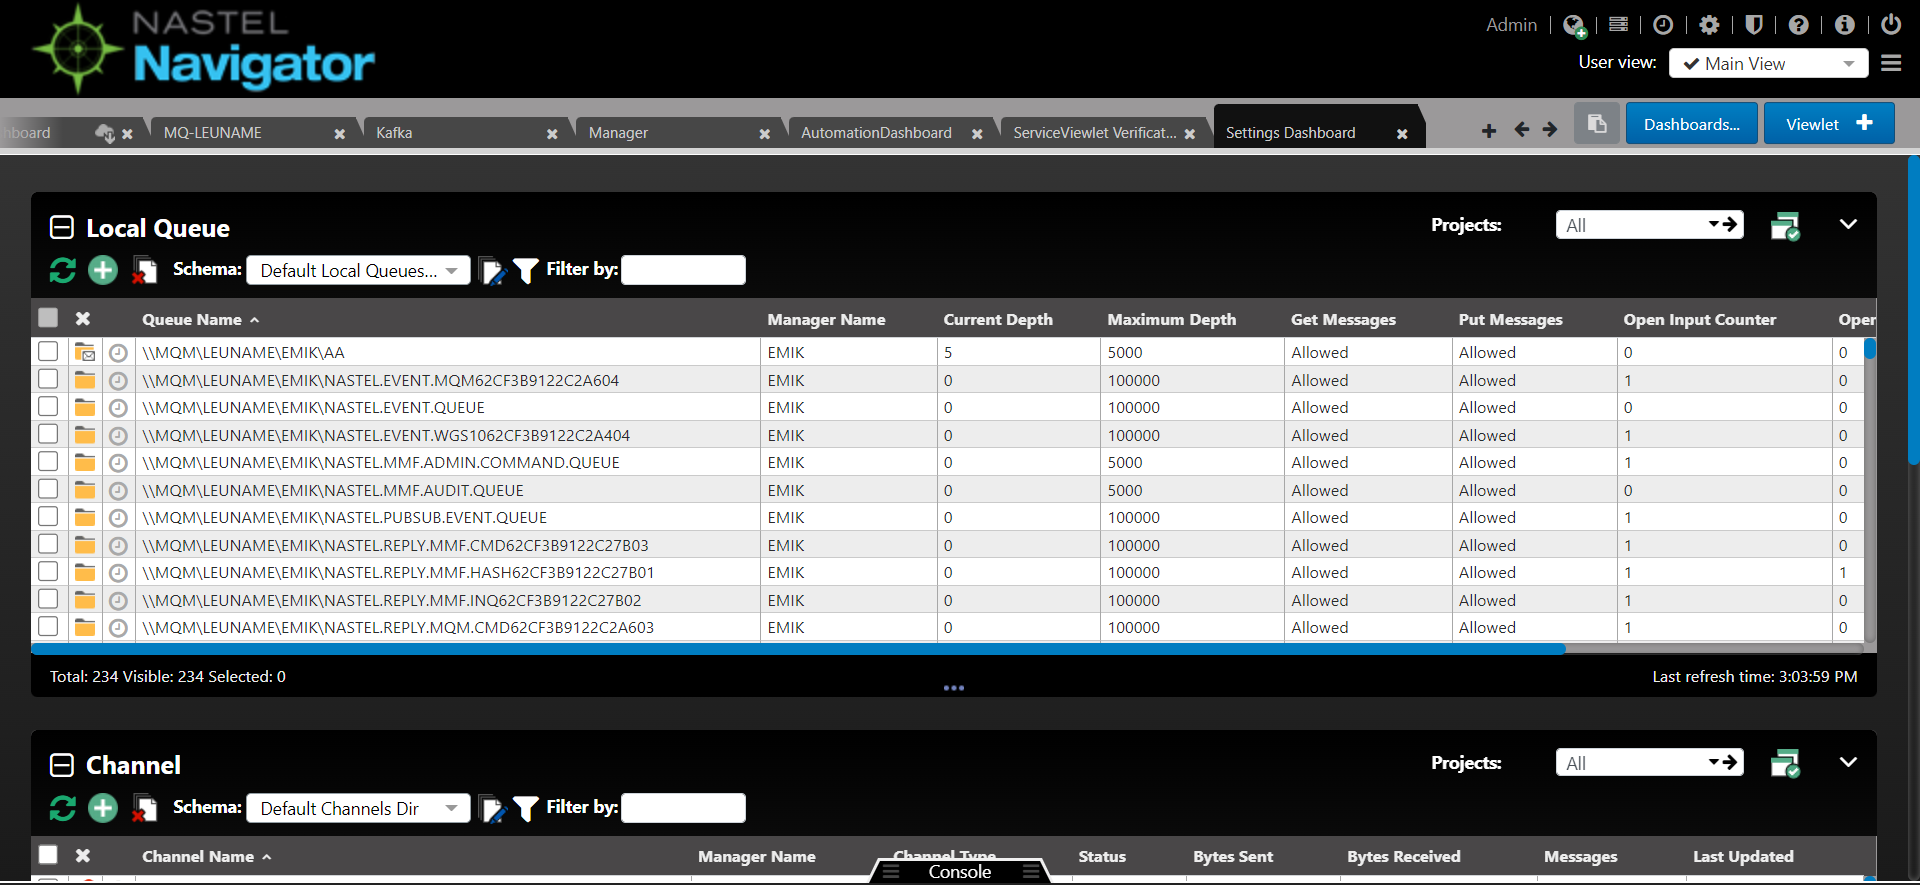 NASTEL
Navigator
Admin
User view: Main View
hboard MQ-LEUNAME Kafka Manager AutomationDashboard ServiceViewlet Verificat... Settings Dashboard Dashboards... Viewlet
Local Queue Projects: All
Schema: Default Local Queues... Filter by:
Queue Name Manager Name Current Depth Maximum Depth Get Messages Put Messages Open Input Counter Oper
\\MQM\LEUNAME\EMIK\AA EMIK 5 5000 Allowed Allowed 0 0
\\MQM\LEUNAME\EMIK\NASTEL.EVENT.MQM62CF3B9122C2A604 EMIK 0 100000 Allowed Allowed 1 0
\\MQM\LEUNAME\EMIK\NASTEL.EVENT.QUEUE EMIK 0 100000 Allowed Allowed 0 0
\\MQM\LEUNAME\EMIK\NASTEL.EVENT.WGS1062CF3B9122C2A404 EMIK 0 100000 Allowed Allowed 1 0
\\MQM\LEUNAME\EMIK\NASTEL.MMF.ADMIN.COMMAND.QUEUE EMIK 0 5000 Allowed Allowed 1 0
\\MQM\LEUNAME\EMIK\NASTEL.MMF.AUDIT.QUEUE EMIK 0 5000 Allowed Allowed 0 0
\\MQM\LEUNAME\EMIK\NASTEL.PUBSUB.EVENT.QUEUE EMIK 0 100000 Allowed Allowed 1 0
\\MQM\LEUNAME\EMIK\NASTEL.REPLY.MMF.CMD62CF3B9122C27B03 EMIK 0 100000 Allowed Allowed 1 0
\\MQM\LEUNAME\EMIK\NASTEL.REPLY.MMF.HASH62CF3B9122C27B01 EMIK 0 100000 Allowed Allowed 1 1
\\MQM\LEUNAME\EMIK\NASTEL.REPLY.MMF.INQ62CF3B9122C27B02 EMIK 0 100000 Allowed Allowed 1 0
\\MQM\LEUNAME\EMIK\NASTEL.REPLY.MQM.CMD62CF3B9122C2A603 EMIK 0 100000 Allowed Allowed 1 0
Total: 234 Visible: 234 Selected: 0 Last refresh time: 3:03:59 PM
Channel Projects: All
Schema: Default Channels Dir Filter by:
Channel Name Manager Name Channel Type Status Bytes Sent Bytes Received Messages Last Updated
Console